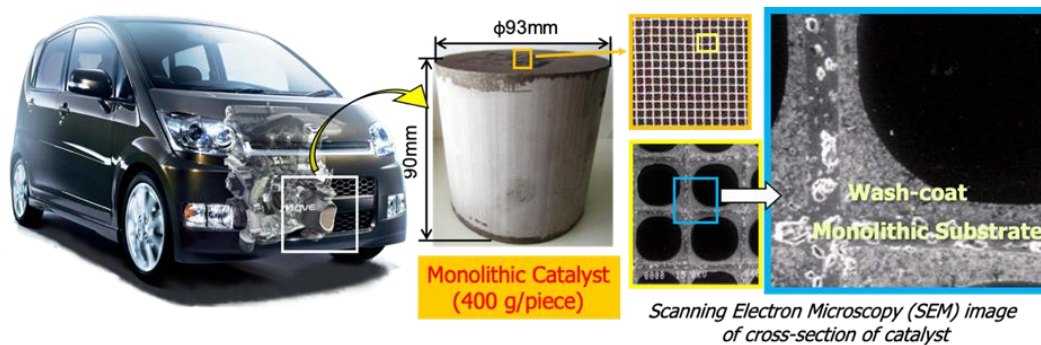 φ93mm
90mm
MOVE
Monolithic Catalyst
(400 g/piece)
Wash-coat
Monolithic Substrate
Scanning Electron Microscopy (SEM) image
of cross-section of catalyst